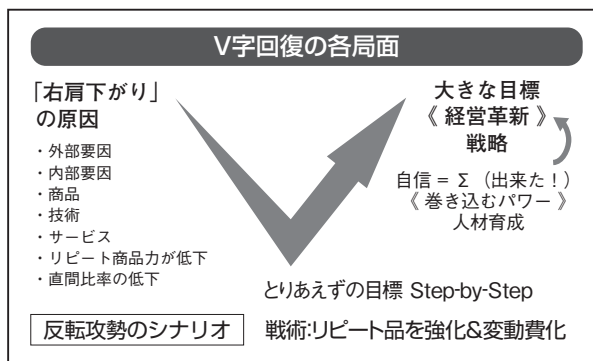 V字回復の各局面
「右肩下がり」
の原因
・外部要因
・内部要因
・商品
・技術
・サービス
・リピート商品力が低下
・直間比率の低下
大きな目標
《 経営革新 》
戦略
自信 = Σ （出来た！）
《 巻き込むパワー 》
人材育成
とりあえずの目標 Step-by-Step
反転攻勢のシナリオ
戦術:リピート品を強化&変動費化